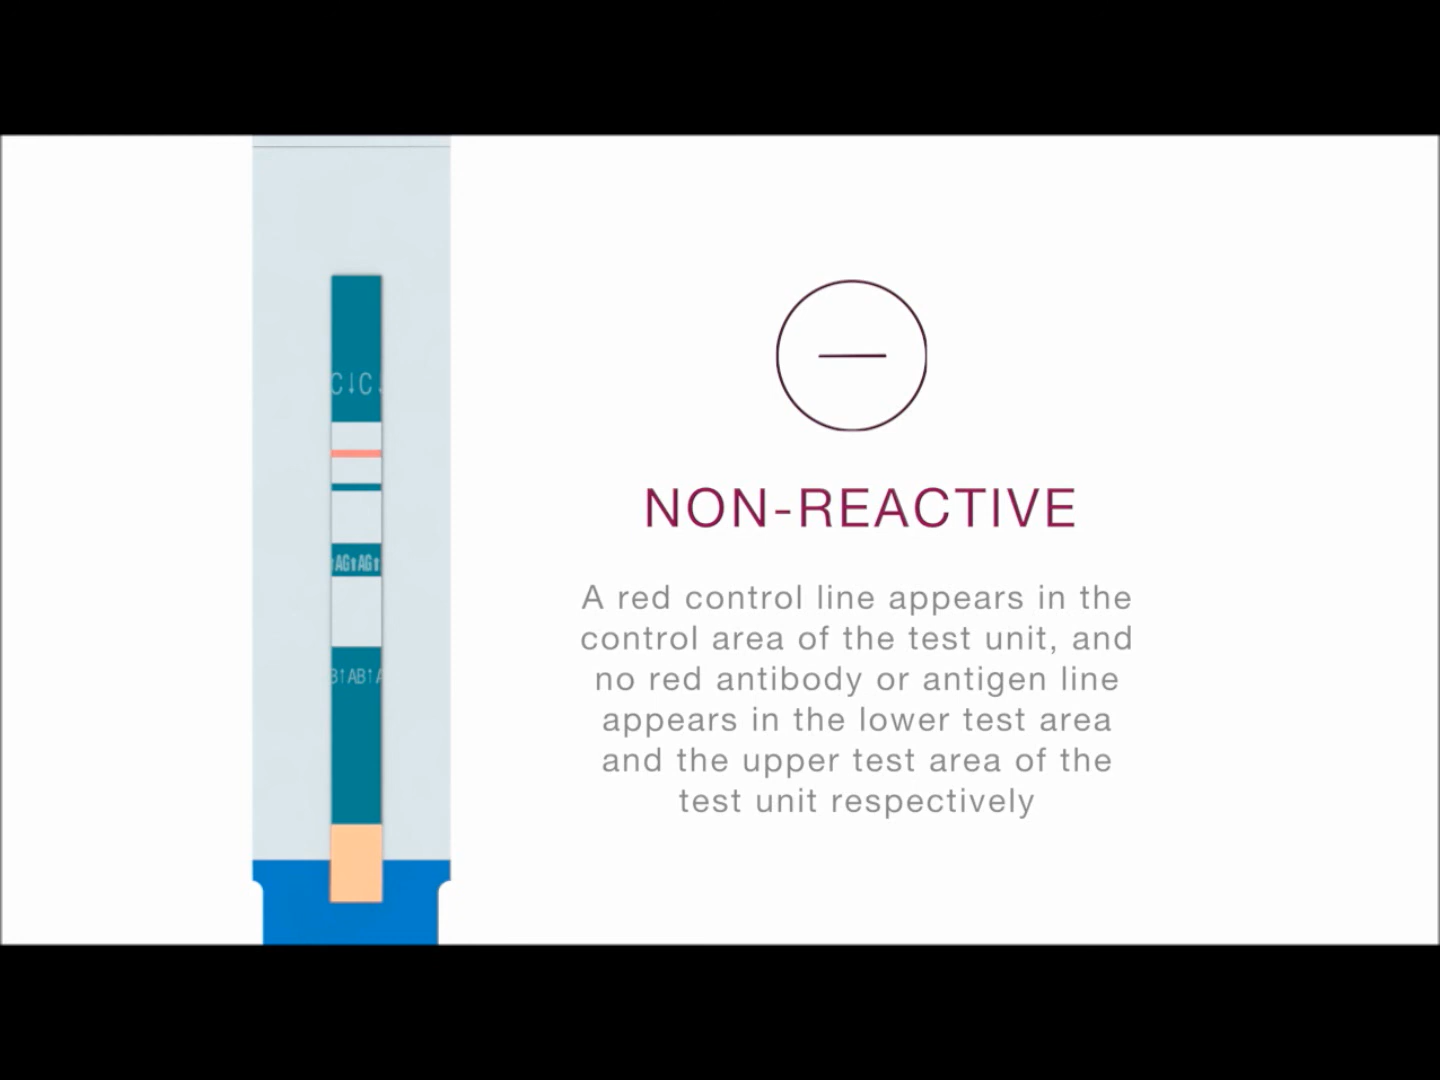 C↓C↓
↑AG↑AG↑
B↑AB↑A
NON-REACTIVE
A red control line appears in the
control area of the test unit, and
no red antibody or antigen line
appears in the lower test area
and the upper test area of the
test unit respectively